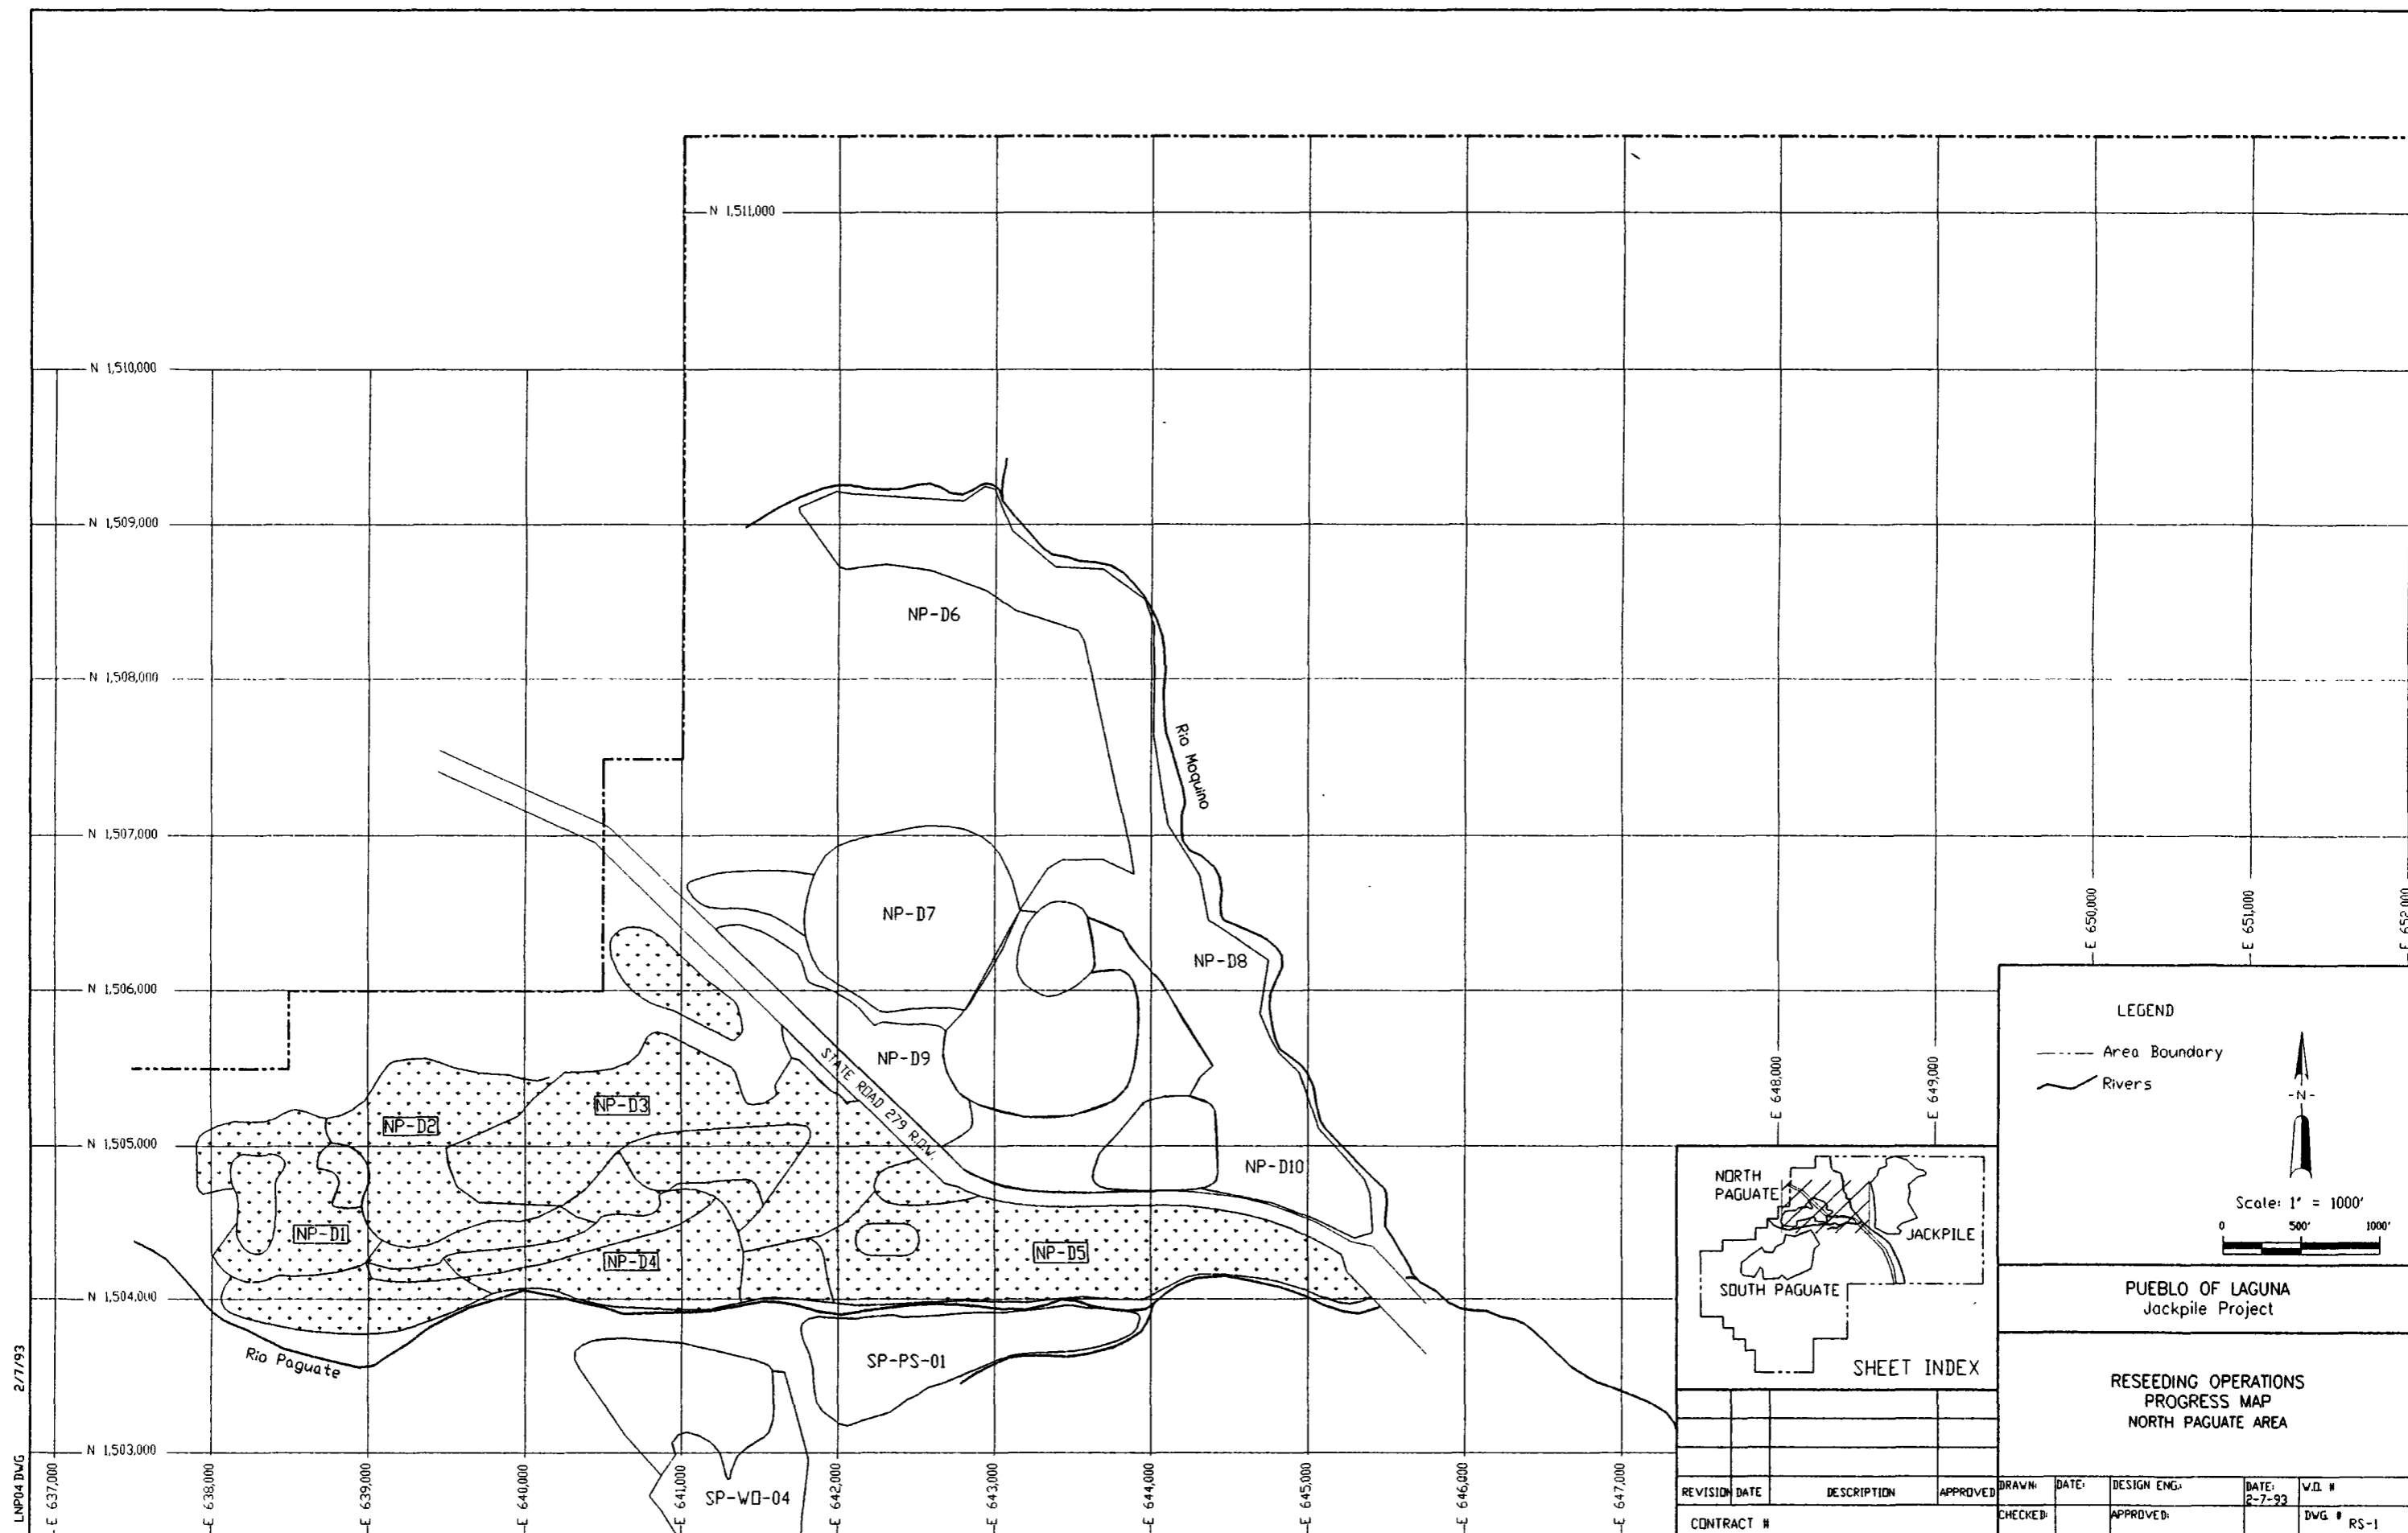 N 1,511,000
N 1,510,000
N 1,509,000
N 1,508,000
N 1,507,000
N 1,506,000
N 1,505,000
N 1,504,000
N 1,503,000
NP-D6
Rio Moquino
NP-D7
NP-D8
NP-D9
STATE ROAD 279 R.O.W.
NP-D3
NP-D2
NP-D10
NP-D1
NP-D4
NP-D5
Rio Paguate
SP-PS-01
SP-WD-04
E 637,000
E 638,000
E 639,000
E 640,000
E 641,000
E 642,000
E 643,000
E 644,000
E 645,000
E 646,000
E 647,000
E 648,000
E 649,000
E 650,000
E 651,000
E 652,000
LNP04 DWG 2/7/93
LEGEND
Area Boundary
Rivers
-N-
Scale: 1" = 1000'
0 500' 1000'
NORTH
PAGUATE
JACKPILE
SOUTH PAGUATE
SHEET INDEX
PUEBLO OF LAGUNA
Jackpile Project
RESEEDING OPERATIONS
PROGRESS MAP
NORTH PAGUATE AREA
REVISION DATE DESCRIPTION APPROVED
CONTRACT #
DRAWN: DATE: DESIGN ENG.: DATE: 2-7-93 W.O. #
CHECKED: APPROVED: DWG. # RS-1